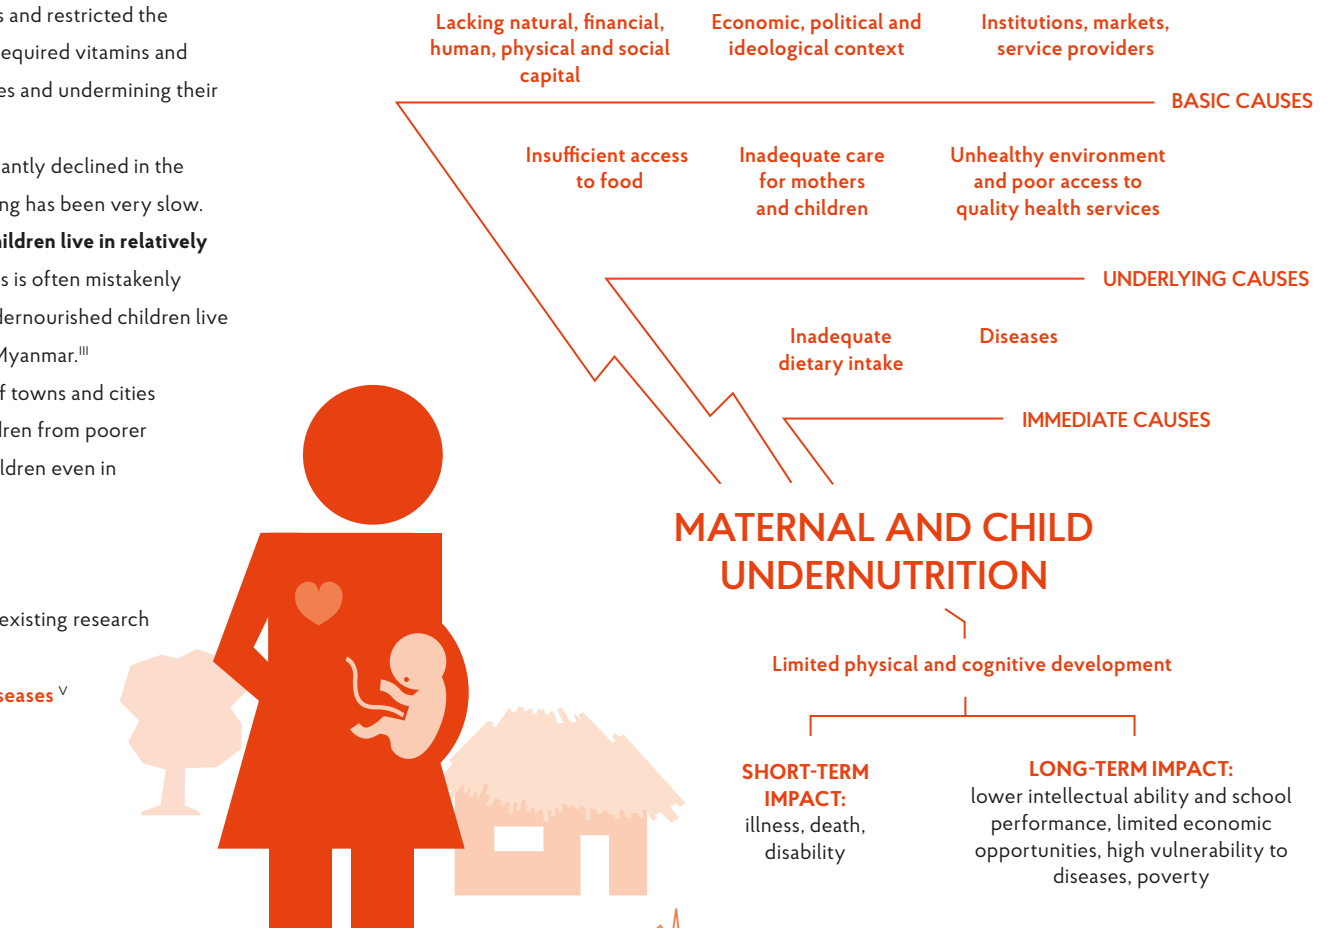 s and restricted the
equired vitamins and
es and undermining their
antly declined in the
ng has been very slow.
hildren live in relatively
s is often mistakenly
dernourished children live
Myanmar.III
f towns and cities
dren from poorer
ldren even in
existing research
seases V
Lacking natural, financial,
human, physical and social
capital
Economic, political and
ideological context
Institutions, markets,
service providers
BASIC CAUSES
Insufficient access
to food
Inadequate care
for mothers
and children
Unhealthy environment
and poor access to
quality health services
UNDERLYING CAUSES
Inadequate
dietary intake
Diseases
IMMEDIATE CAUSES
MATERNAL AND CHILD
UNDERNUTRITION
Limited physical and cognitive development
SHORT-TERM
IMPACT:
illness, death,
disability
LONG-TERM IMPACT:
lower intellectual ability and school
performance, limited economic
opportunities, high vulnerability to
diseases, poverty